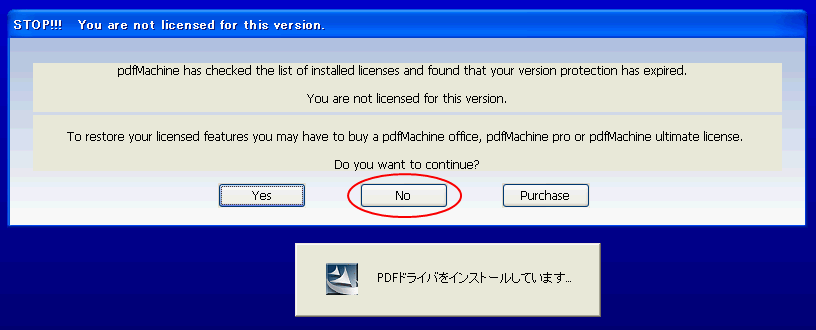 STOP!!! You are not licensed for this version.
pdfMachine has checked the list of installed licenses and found that your version protection has expired.
You are not licensed for this version.
To restore your licensed features you may have to buy a pdfMachine office, pdfMachine pro or pdfMachine ultimate license.
Do you want to continue?
Yes No Purchase
PDFドライバをインストールしています...